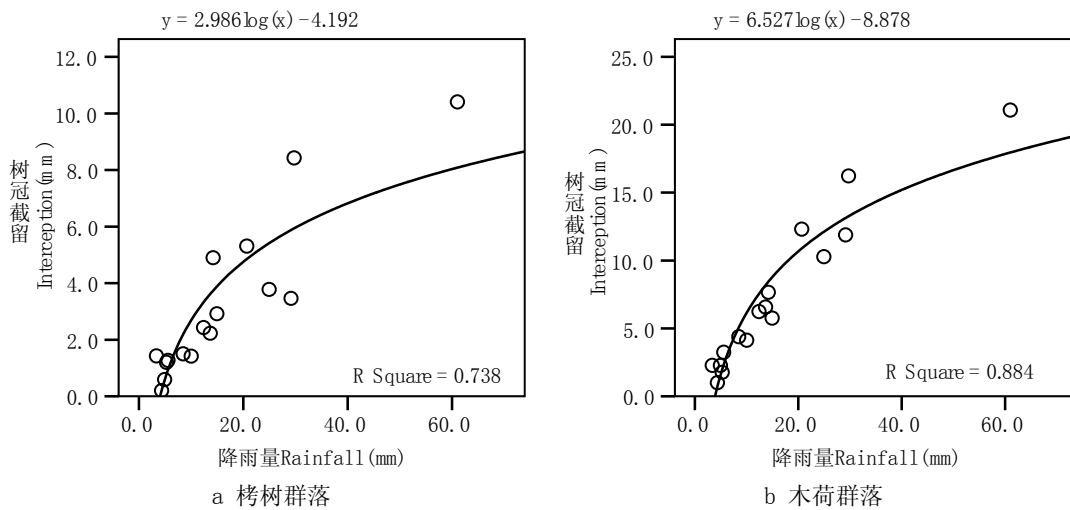 y = 2.986log(x)-4.192
12.0
10.0
8.0
6.0
4.0
2.0
0.0
树冠截留
Interception(mm)
R Square = 0.738
0.0 20.0 40.0 60.0
降雨量Rainfall(mm)
a 栲树群落
y = 6.527log(x)-8.878
25.0
20.0
15.0
10.0
5.0
0.0
树冠截留
Interception(mm)
R Square = 0.884
0.0 20.0 40.0 60.0
降雨量Rainfall(mm)
b 木荷群落